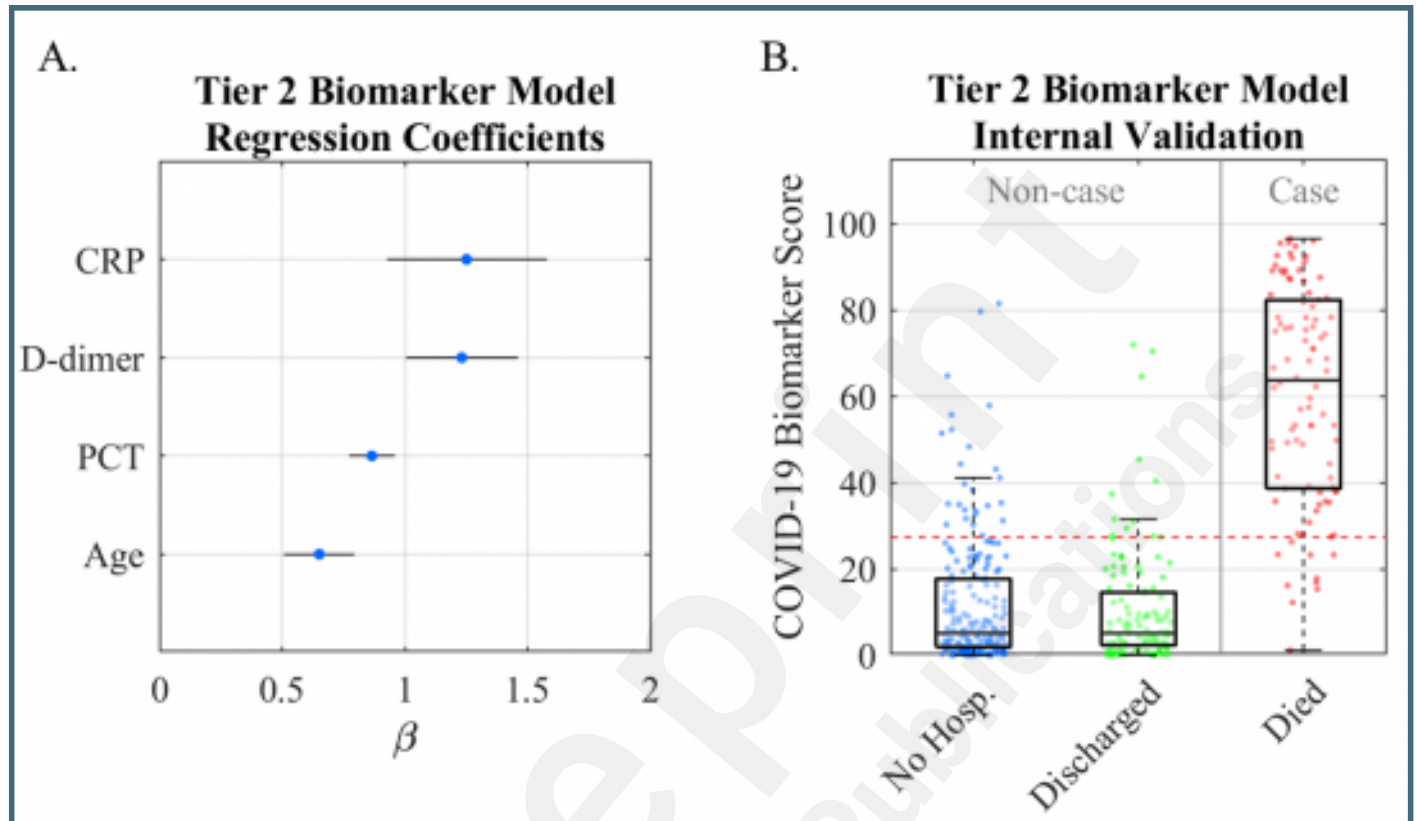 A.
Tier 2 Biomarker Model
Regression Coefficients
CRP
D-dimer
PCT
Age
0 0.5 1 1.5 2
β
B.
Tier 2 Biomarker Model
Internal Validation
COVID-19 Biomarker Score
Non-case Case
100
80
60
40
20
0
No Hosp.
Discharged
Died
eprint
Publications